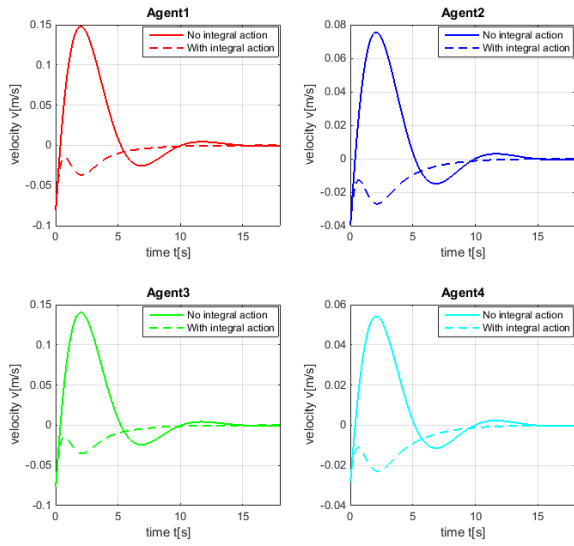 Agent1
No integral action
With integral action
velocity v[m/s]
0.15
0.1
0.05
0
-0.05
-0.1
0 5 10 15
time t[s]
Agent2
No integral action
With integral action
velocity v[m/s]
0.08
0.06
0.04
0.02
0
-0.02
-0.04
0 5 10 15
time t[s]
Agent3
No integral action
With integral action
velocity v[m/s]
0.15
0.1
0.05
0
-0.05
-0.1
0 5 10 15
time t[s]
Agent4
No integral action
With integral action
velocity v[m/s]
0.06
0.04
0.02
0
-0.02
-0.04
0 5 10 15
time t[s]